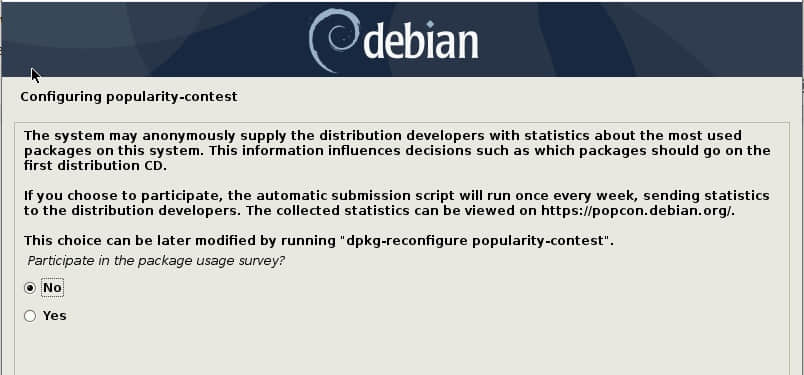 debian
Configuring popularity-contest
The system may anonymously supply the distribution developers with statistics about the most used
packages on this system. This information influences decisions such as which packages should go on the
first distribution CD.
If you choose to participate, the automatic submission script will run once every week, sending statistics
to the distribution developers. The collected statistics can be viewed on https://popcon.debian.org/.
This choice can be later modified by running "dpkg-reconfigure popularity-contest".
Participate in the package usage survey?
No
Yes